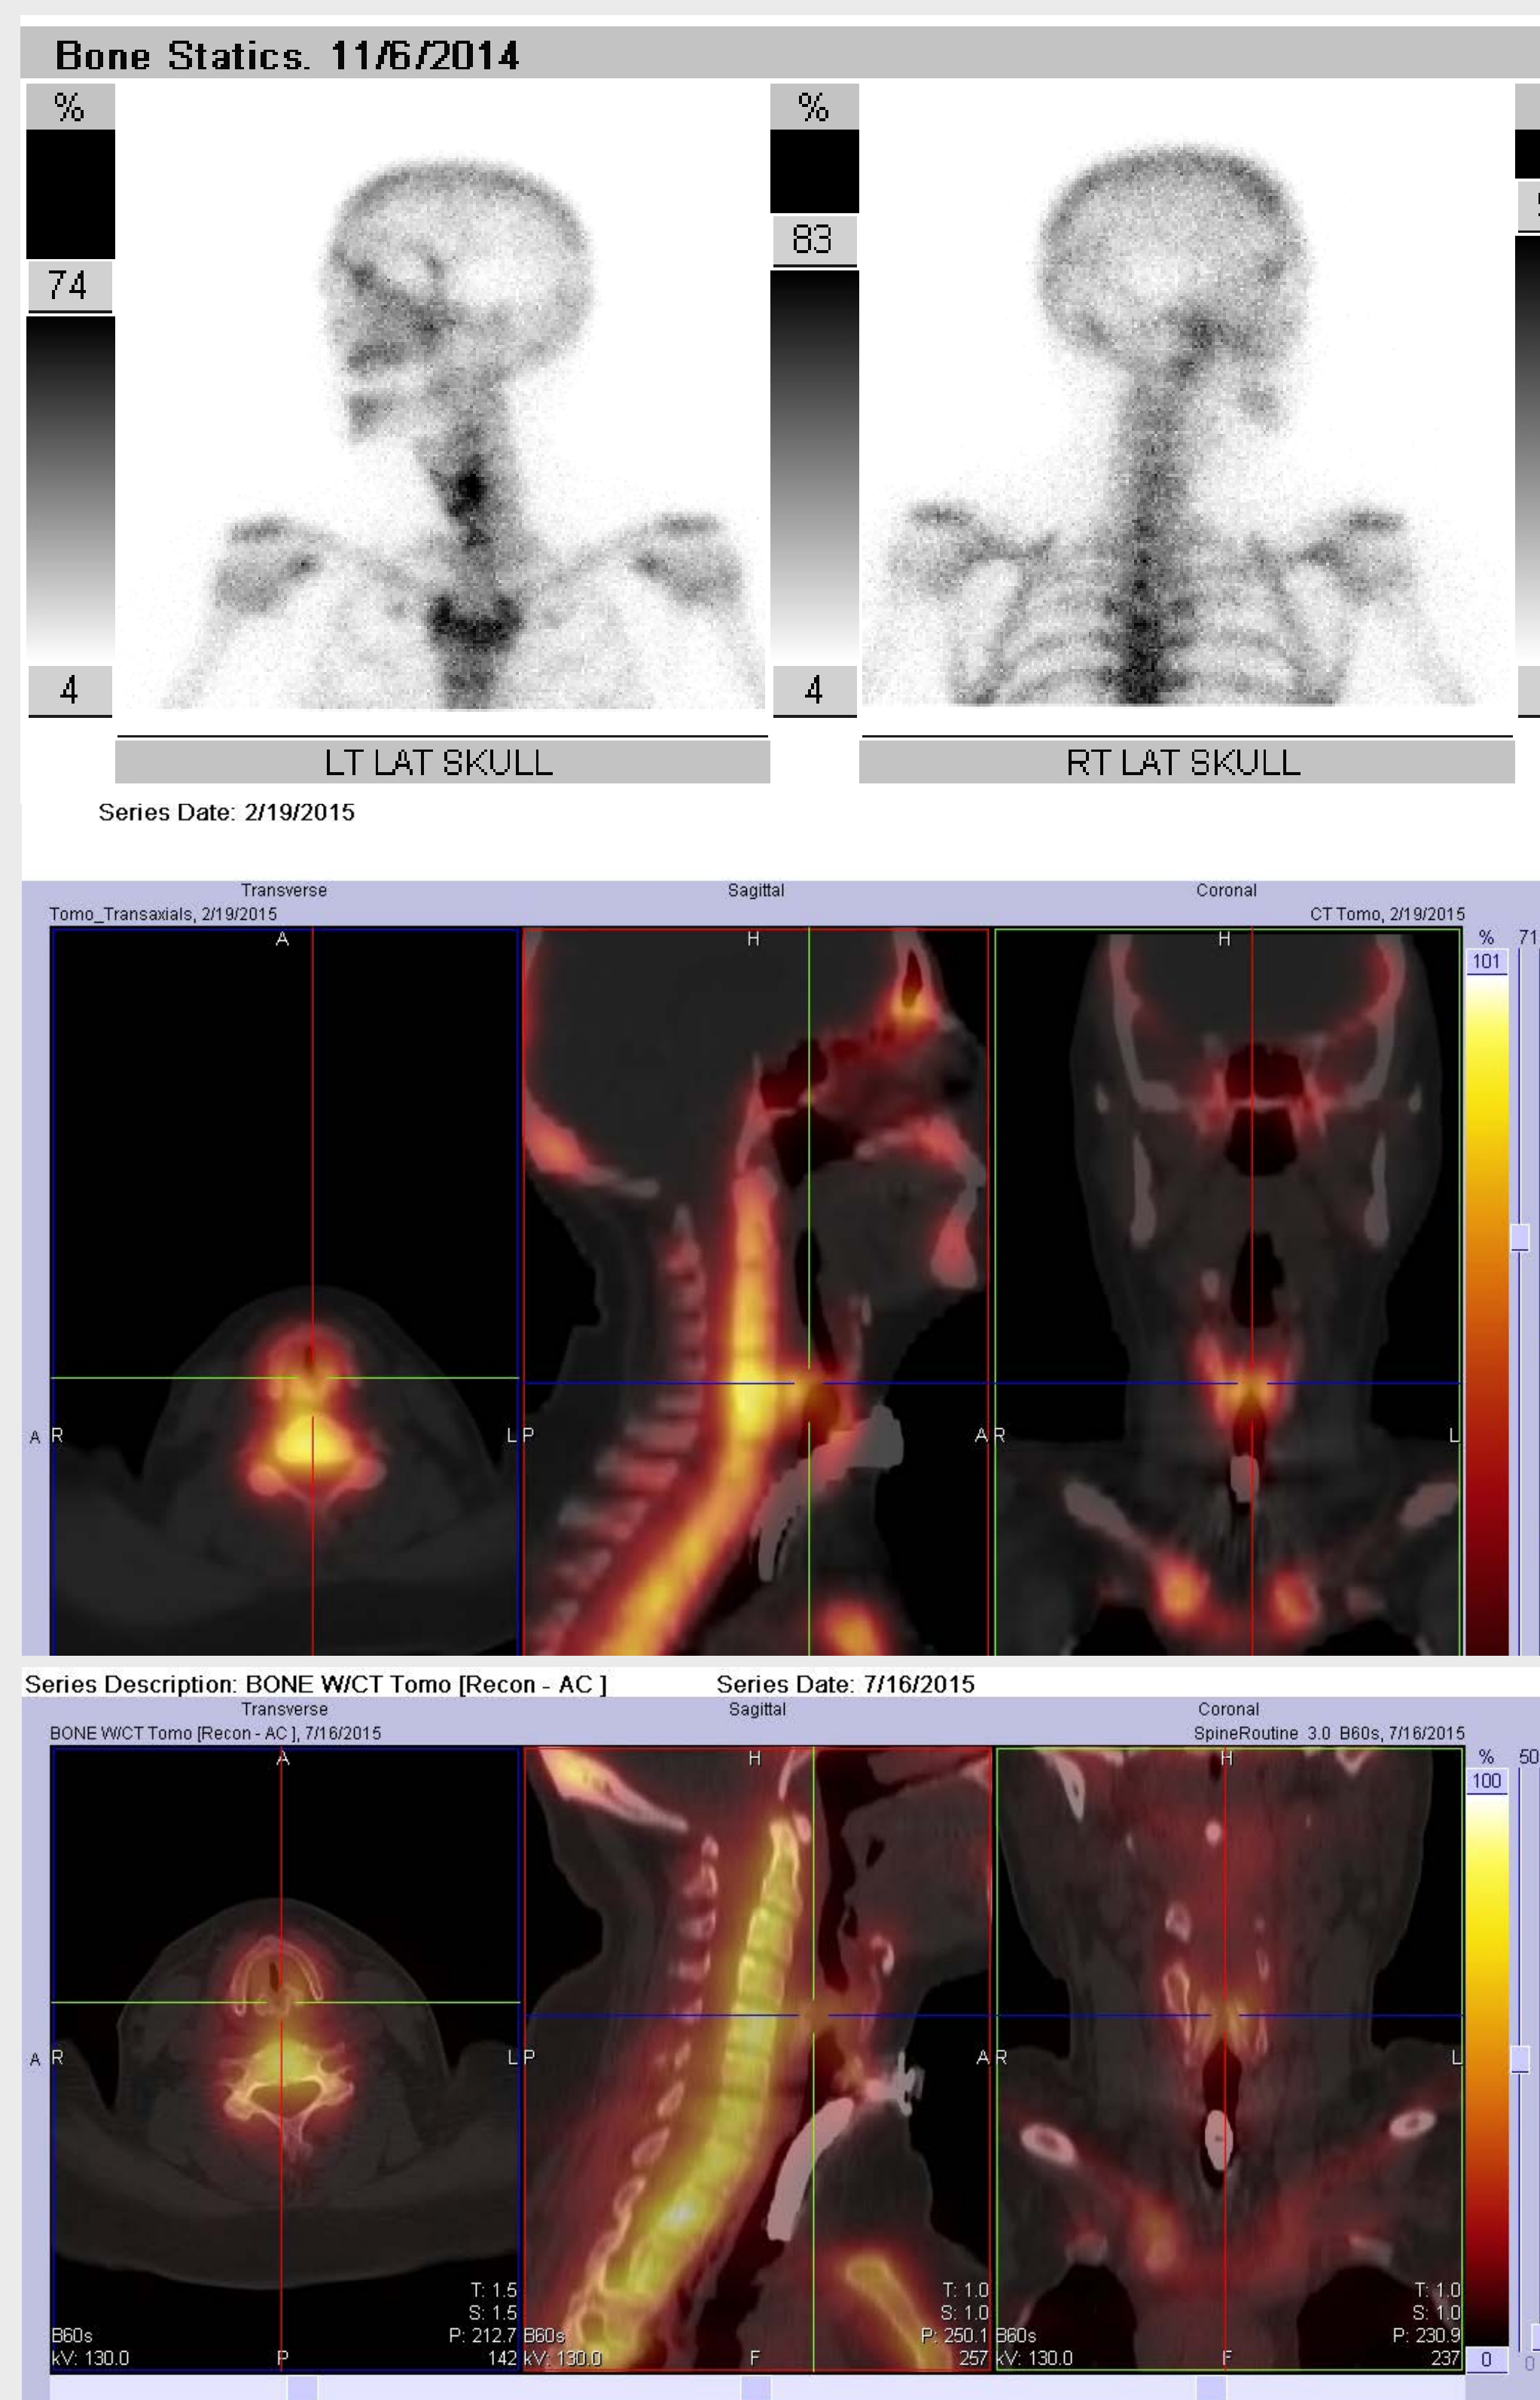 Bone Statics. 11/6/2014
% %
74 83
4 4
LT LAT SKULL RT LAT SKULL
Series Date: 2/19/2015
Transverse Sagittal Coronal
Tomo_Transaxials, 2/19/2015 CT Tomo, 2/19/2015
A H H % 71
101
A R L P A R L
Series Description: BONE W/CT Tomo [Recon - AC ] Series Date: 7/16/2015
Transverse Sagittal Coronal
BONE W/CT Tomo [Recon - AC ], 7/16/2015 SpineRoutine 3.0 B60s, 7/16/2015
A H H % 50
100
A R L P A R L
T: 1.5 T: 1.0 T: 1.0
S: 1.5 S: 1.0 S: 1.0
B60s P: 212.7 B60s P: 250.1 B60s P: 230.9
kV: 130.0 P 142 kV: 130.0 F 257 kV: 130.0 F 237 0 0